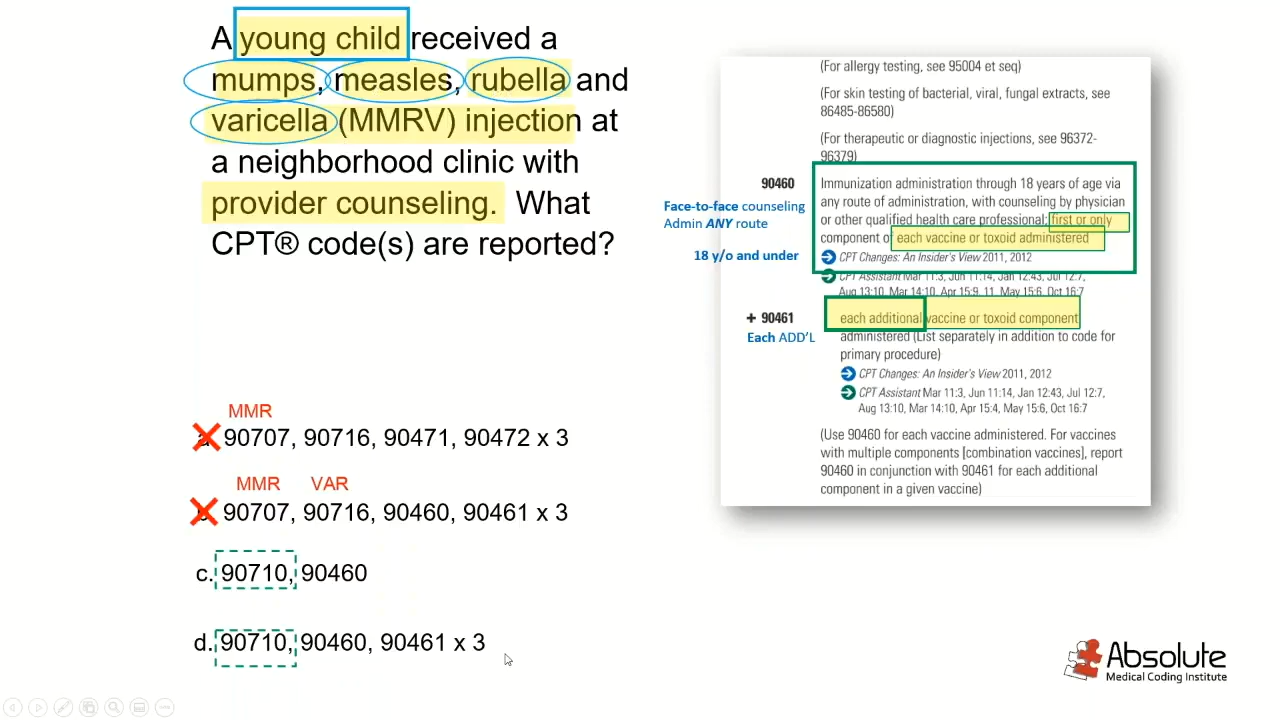 A young child received a
mumps, measles, rubella and
varicella (MMRV) injection at
a neighborhood clinic with
provider counseling. What
CPT® code(s) are reported?
MMR
90707, 90716, 90471, 90472 x 3
MMR VAR
90707, 90716, 90460, 90461 x 3
c. 90710, 90460
d. 90710, 90460, 90461 x 3
(For allergy testing, see 95004 et seq)
(For skin testing of bacterial, viral, fungal extracts, see
86485-86580)
(For therapeutic or diagnostic injections, see 96372-
96379)
90460 Immunization administration through 18 years of age via
any route of administration, with counseling by physician
or other qualified health care professional; first or only
component of each vaccine or toxoid administered
Face-to-face counseling
Admin ANY route
18 y/o and under
CPT Changes: An Insider's View 2011, 2012
CPT Assistant Mar 11:3, Jun 11:14, Jan 12:43, Jul 12:7,
Aug 13:10, Mar 14:10, Apr 15:9, 11, May 15:6, Oct 16:7
+ 90461 each additional vaccine or toxoid component
administered (List separately in addition to code for
primary procedure)
Each ADD'L
CPT Changes: An Insider's View 2011, 2012
CPT Assistant Mar 11:3, Jun 11:14, Jan 12:43, Jul 12:7,
Aug 13:10, Mar 14:10, Apr 15:4, May 15:6, Oct 16:7
(Use 90460 for each vaccine administered. For vaccines
with multiple components [combination vaccines], report
90460 in conjunction with 90461 for each additional
component in a given vaccine)
Absolute
Medical Coding Institute